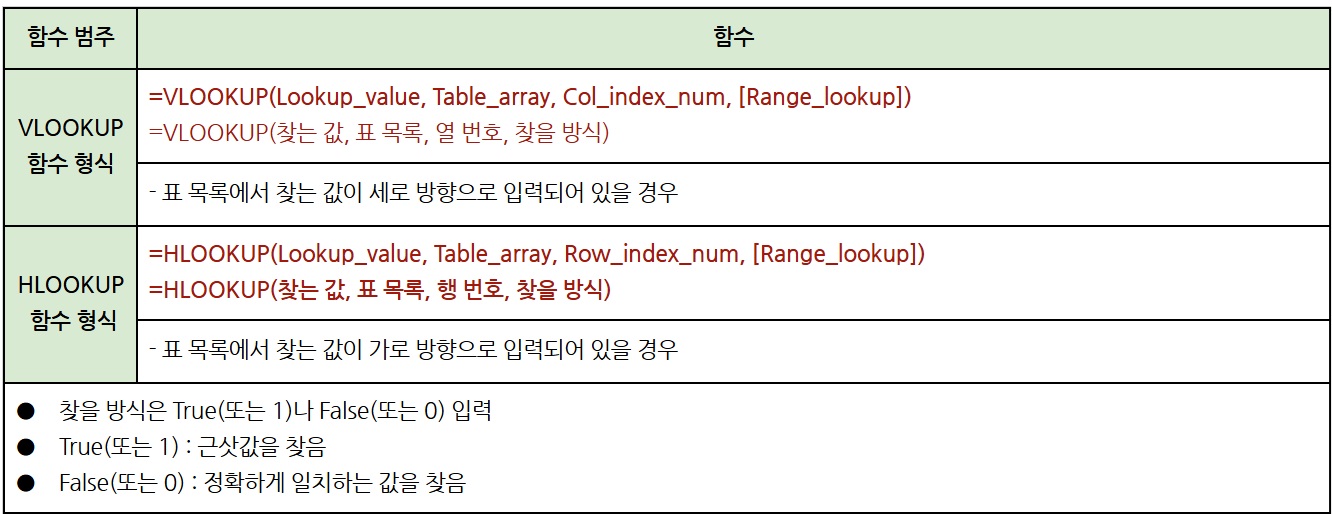 함수 범주
함수
VLOOKUP
함수 형식
=VLOOKUP(Lookup_value, Table_array, Col_index_num, [Range_lookup])
=VLOOKUP(찾는 값, 표 목록, 열 번호, 찾을 방식)
- 표 목록에서 찾는 값이 세로 방향으로 입력되어 있을 경우
HLOOKUP
함수 형식
=HLOOKUP(Lookup_value, Table_array, Row_index_num, [Range_lookup])
=HLOOKUP(찾는 값, 표 목록, 행 번호, 찾을 방식)
- 표 목록에서 찾는 값이 가로 방향으로 입력되어 있을 경우
● 찾을 방식은 True(또는 1)나 False(또는 0) 입력
● True(또는 1) : 근삿값을 찾음
● False(또는 0) : 정확하게 일치하는 값을 찾음